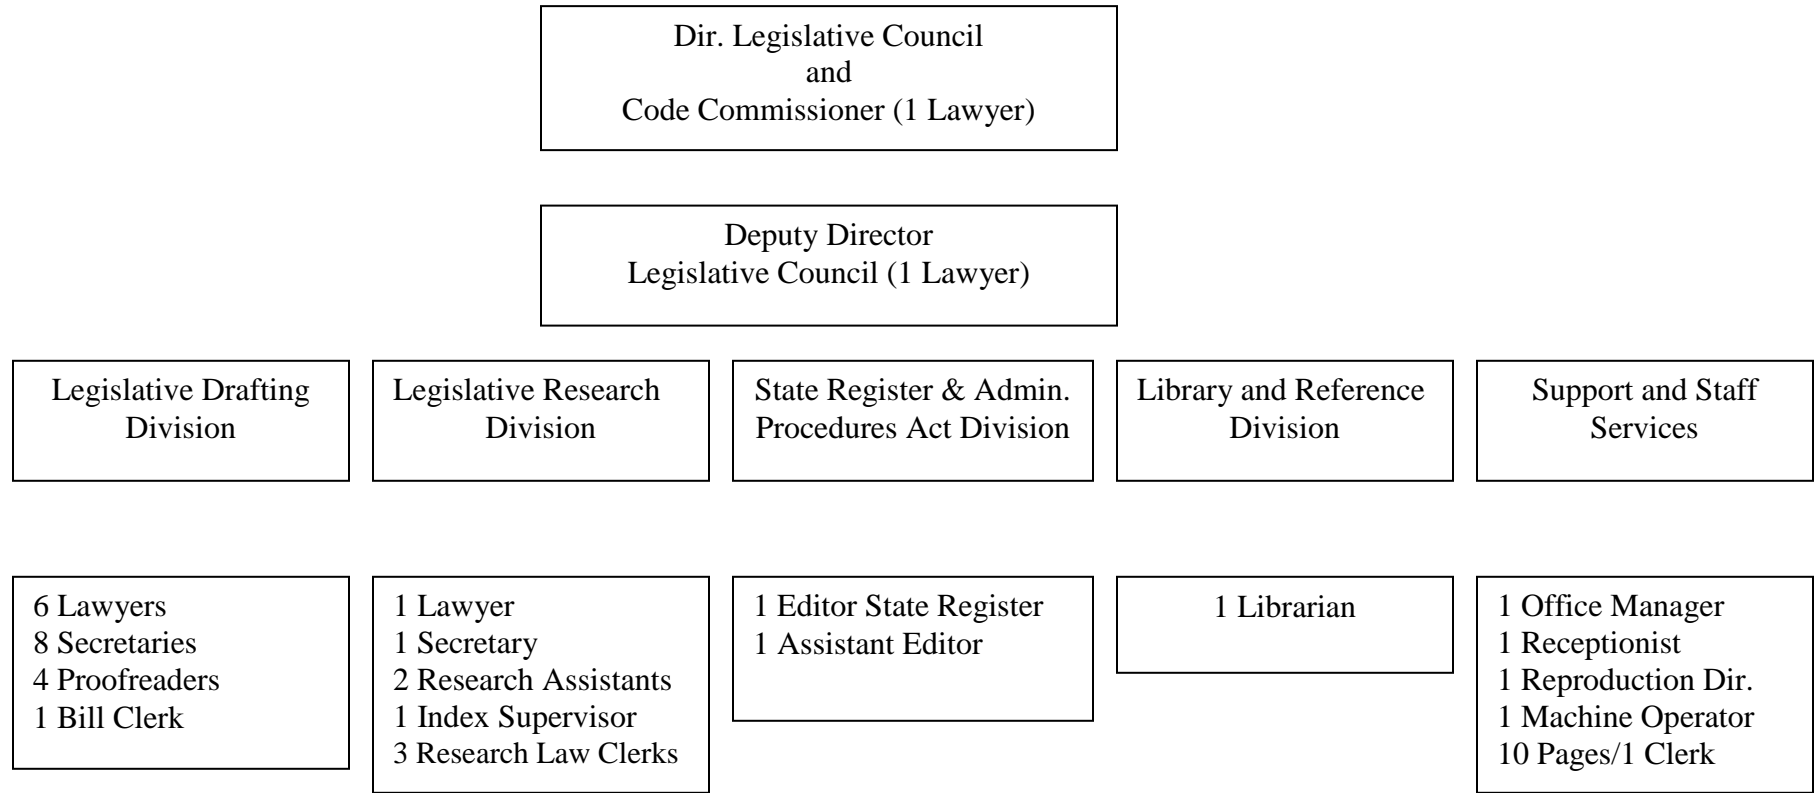 Dir. Legislative Council
and
Code Commissioner (1 Lawyer)
Deputy Director
Legislative Council (1 Lawyer)
Legislative Drafting
Division
Legislative Research
Division
State Register & Admin.
Procedures Act Division
Library and Reference
Division
Support and Staff
Services
6 Lawyers
8 Secretaries
4 Proofreaders
1 Bill Clerk
1 Lawyer
1 Secretary
2 Research Assistants
1 Index Supervisor
3 Research Law Clerks
1 Editor State Register
1 Assistant Editor
1 Librarian
1 Office Manager
1 Receptionist
1 Reproduction Dir.
1 Machine Operator
10 Pages/1 Clerk